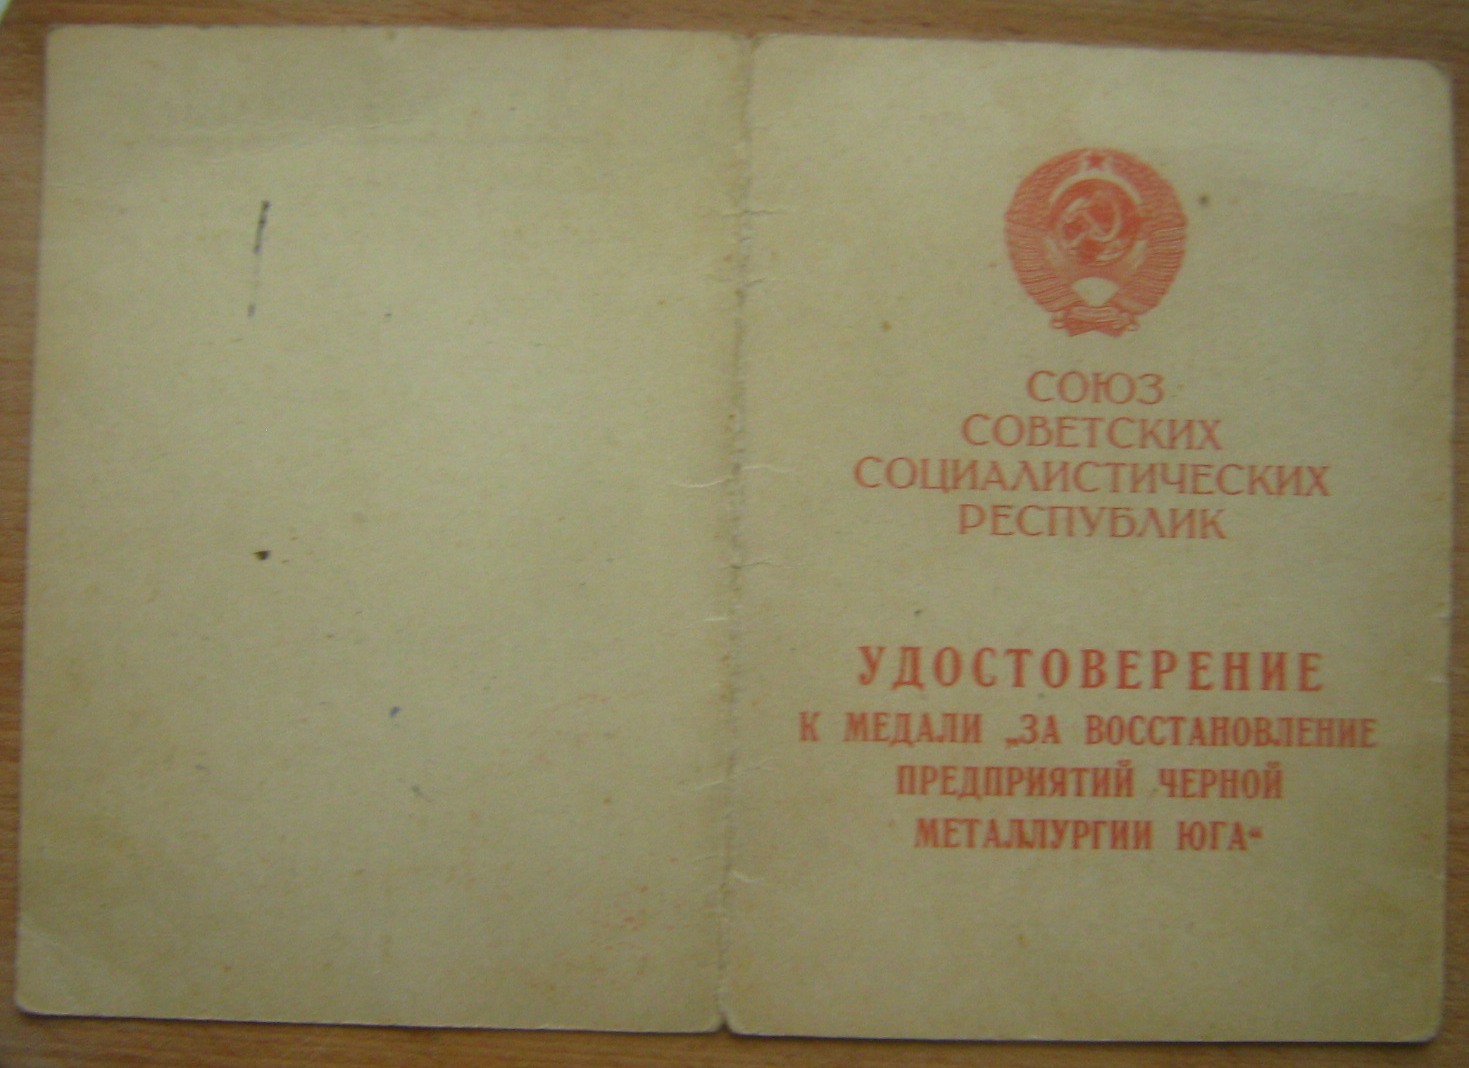 СОЮЗ
СОВЕТСКИХ
СОЦИАЛИСТИЧЕСКИХ
РЕСПУБЛИК
УДОСТОВЕРЕНИЕ
К МЕДАЛИ „ЗА ВОССТАНОВЛЕНИЕ
ПРЕДПРИЯТИЙ ЧЕРНОЙ
МЕТАЛЛУРГИИ ЮГА“